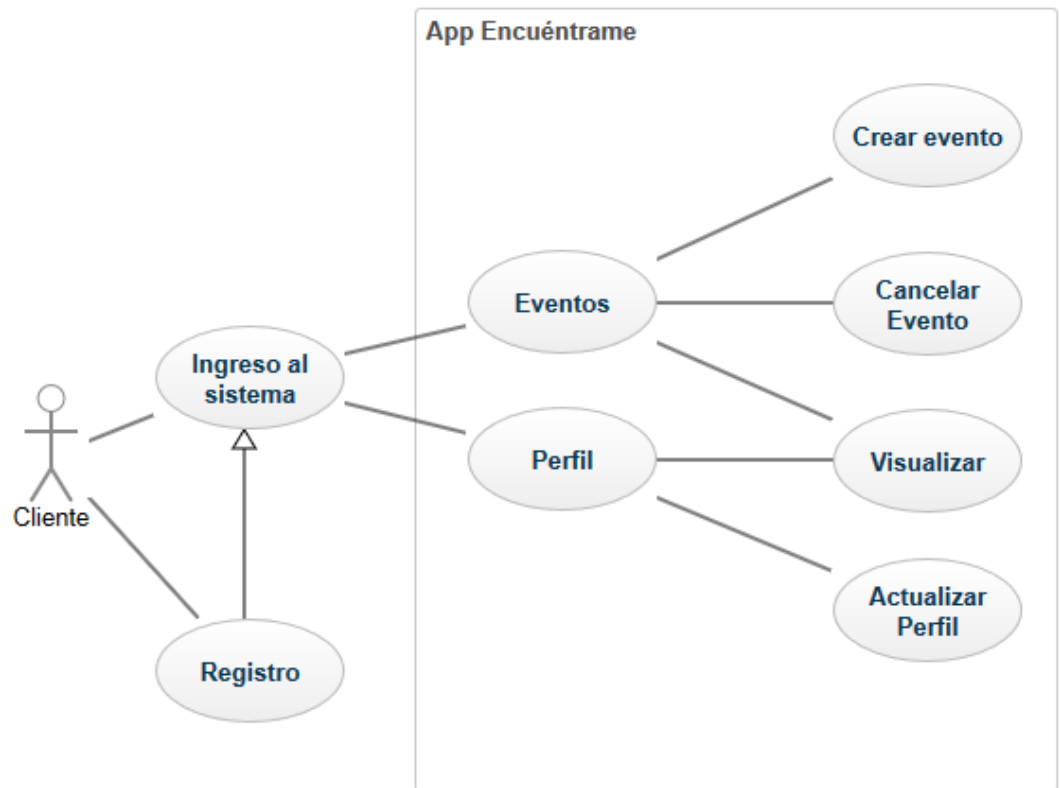 App Encuéntrame
Crear evento
Eventos
Cancelar
Evento
Ingreso al
sistema
Perfil
Visualizar
Cliente
Actualizar
Perfil
Registro